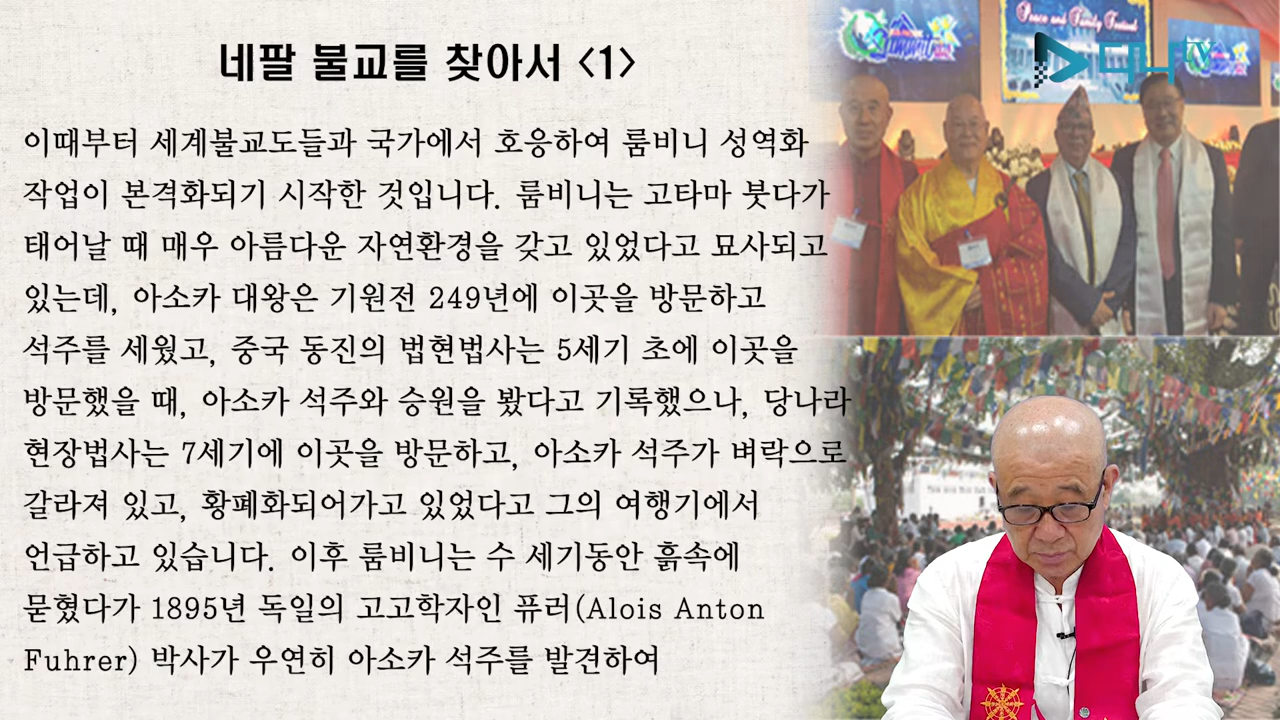 네팔 불교를 찾아서 <1>
이때부터 세계불교도들과 국가에서 호응하여 룸비니 성역화
작업이 본격화되기 시작한 것입니다. 룸비니는 고타마 붓다가
태어날 때 매우 아름다운 자연환경을 갖고 있었다고 묘사되고
있는데, 아소카 대왕은 기원전 249년에 이곳을 방문하고
석주를 세웠고, 중국 동진의 법현법사는 5세기 초에 이곳을
방문했을 때, 아소카 석주와 승원을 봤다고 기록했으나, 당나라
현장법사는 7세기에 이곳을 방문하고, 아소카 석주가 벼락으로
갈라져 있고, 황폐화되어가고 있었다고 그의 여행기에서
언급하고 있습니다. 이후 룸비니는 수 세기동안 흙속에
묻혔다가 1895년 독일의 고고학자인 퓨러(Alois Anton
Fuhrer) 박사가 우연히 아소카 석주를 발견하여
Peace and Family Festival
Summit
TV